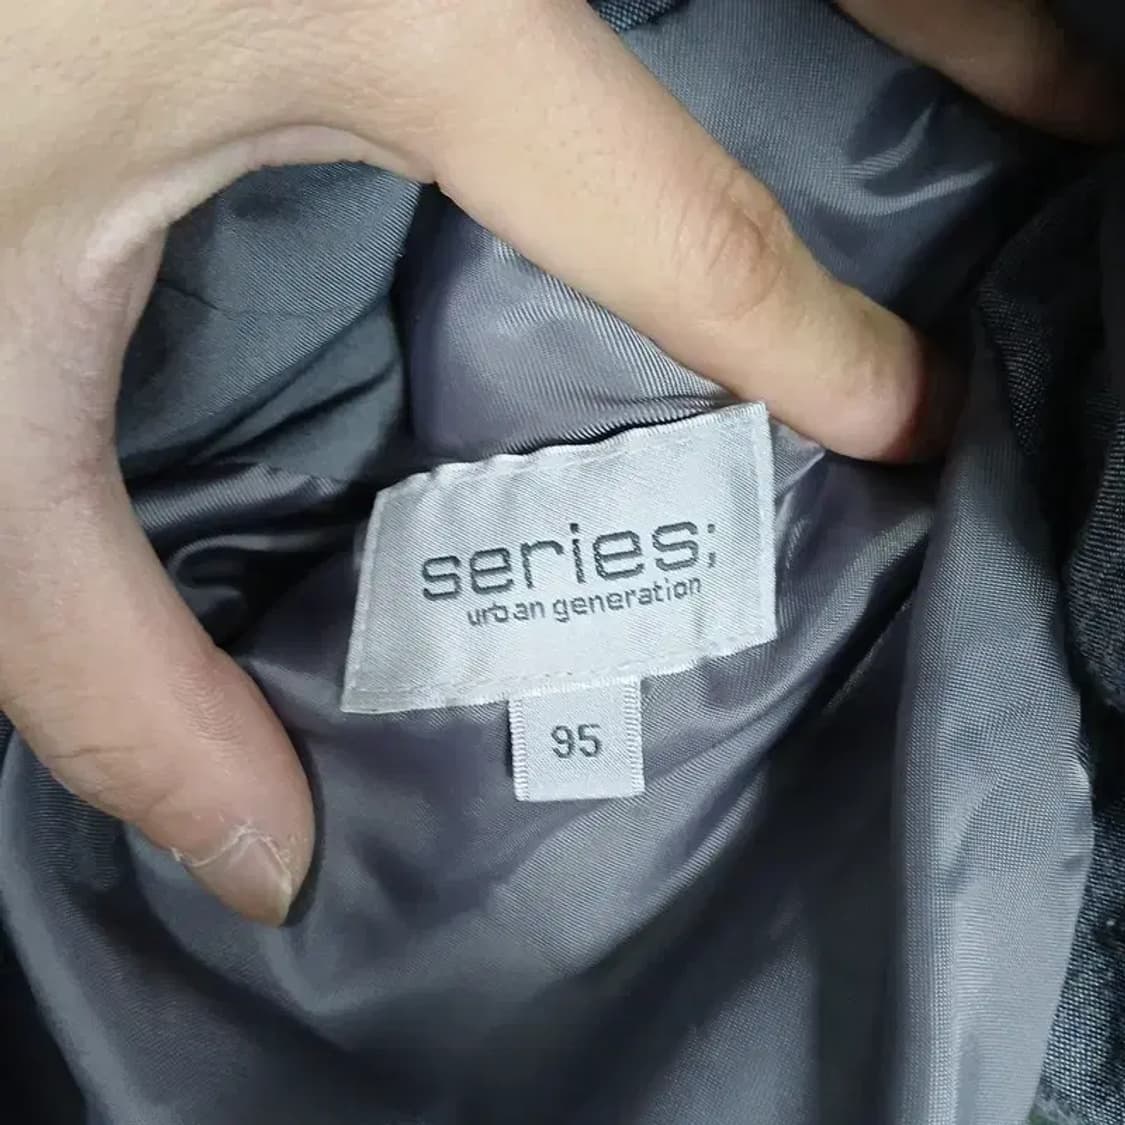 series;
urban generation
95